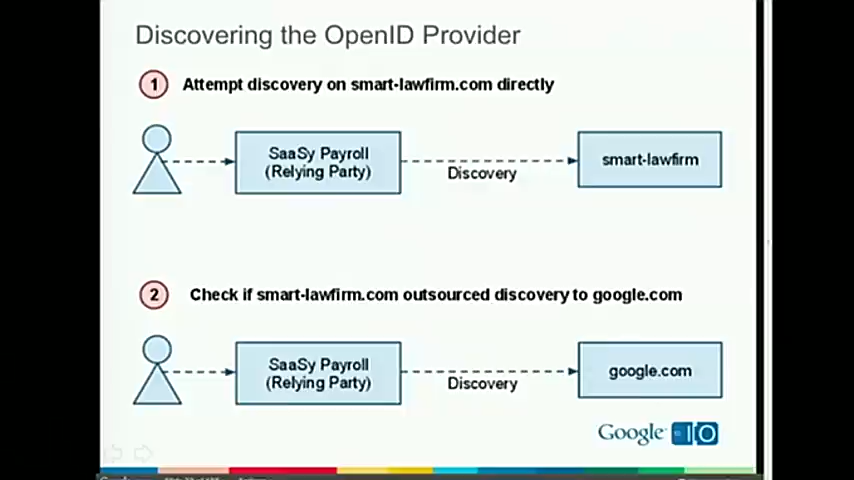 Discovering the OpenID Provider
1 Attempt discovery on smart-lawfirm.com directly
SaaSy Payroll
(Relying Party)
Discovery
smart-lawfirm
2 Check if smart-lawfirm.com outsourced discovery to google.com
SaaSy Payroll
(Relying Party)
Discovery
google.com
Google IO